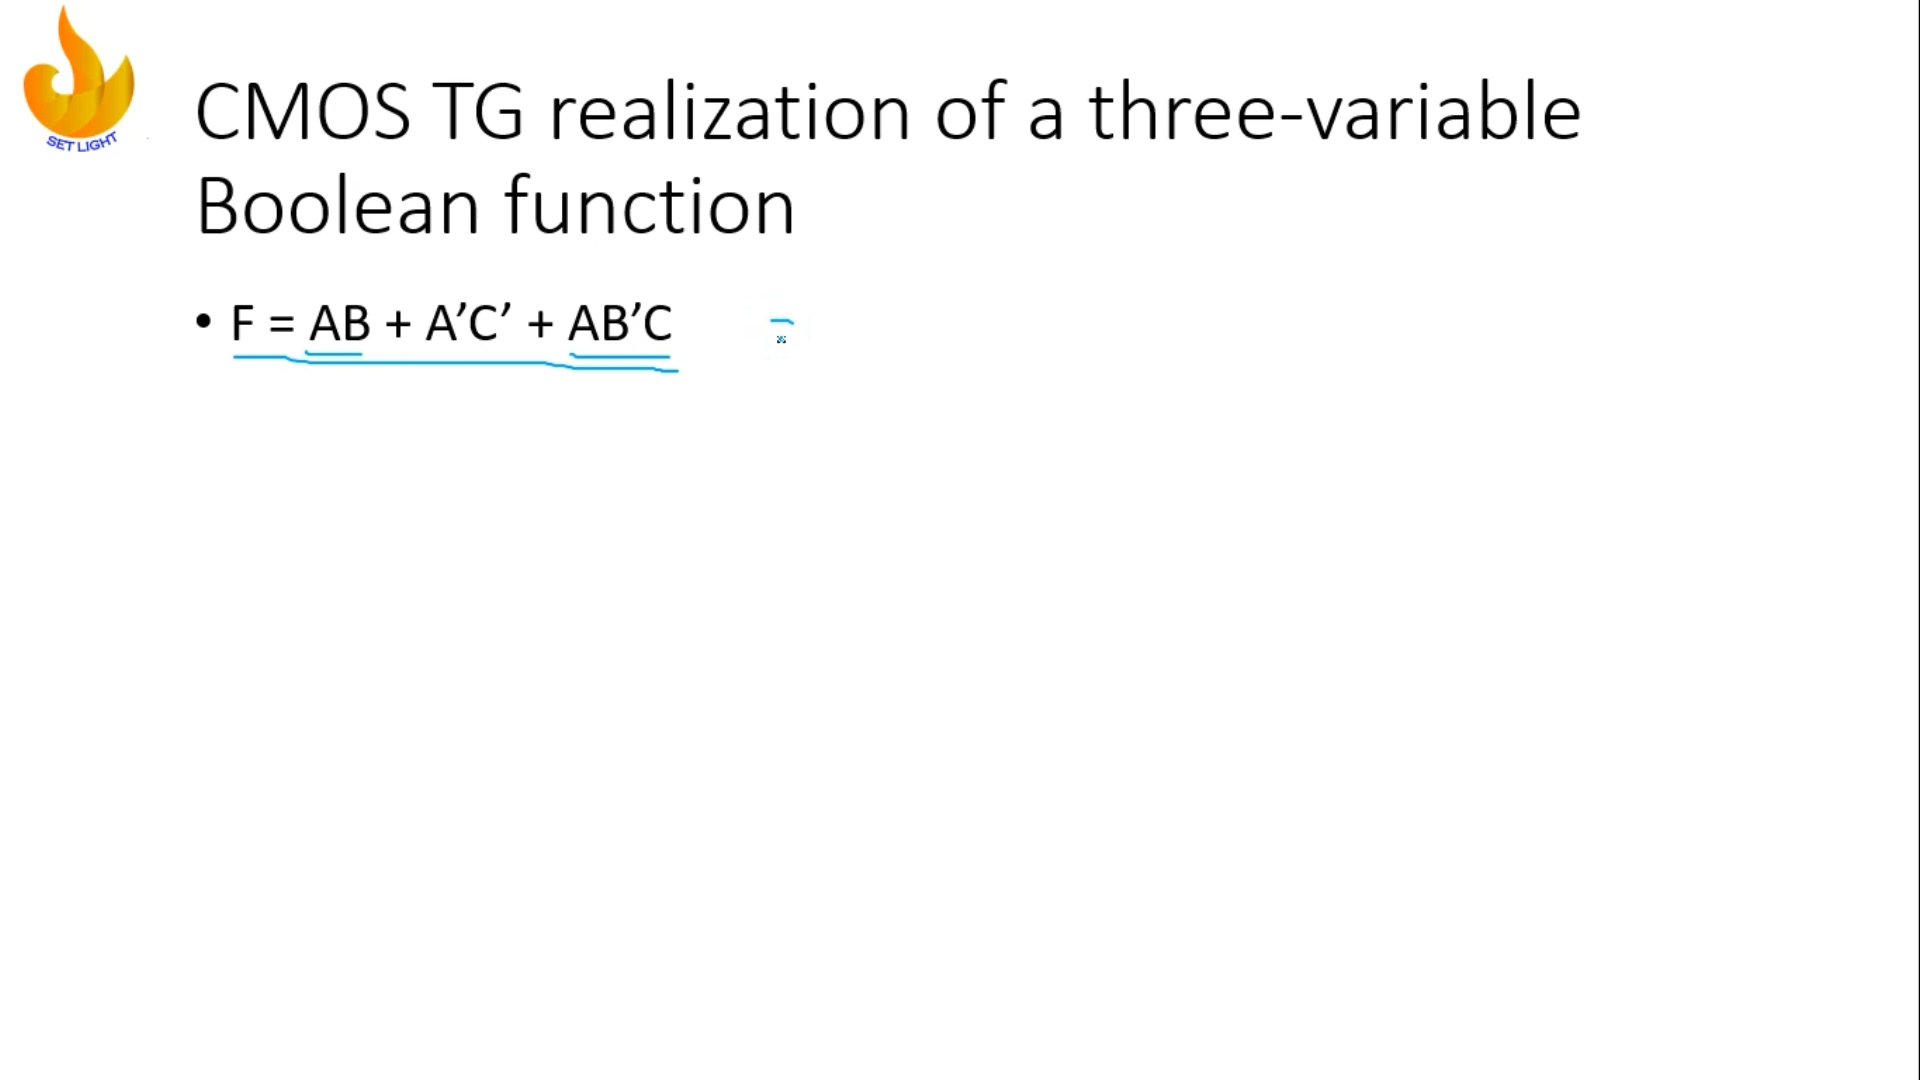 SET LIGHT
CMOS TG realization of a three-variable
Boolean function
• F = AB + A’C’ + AB’C